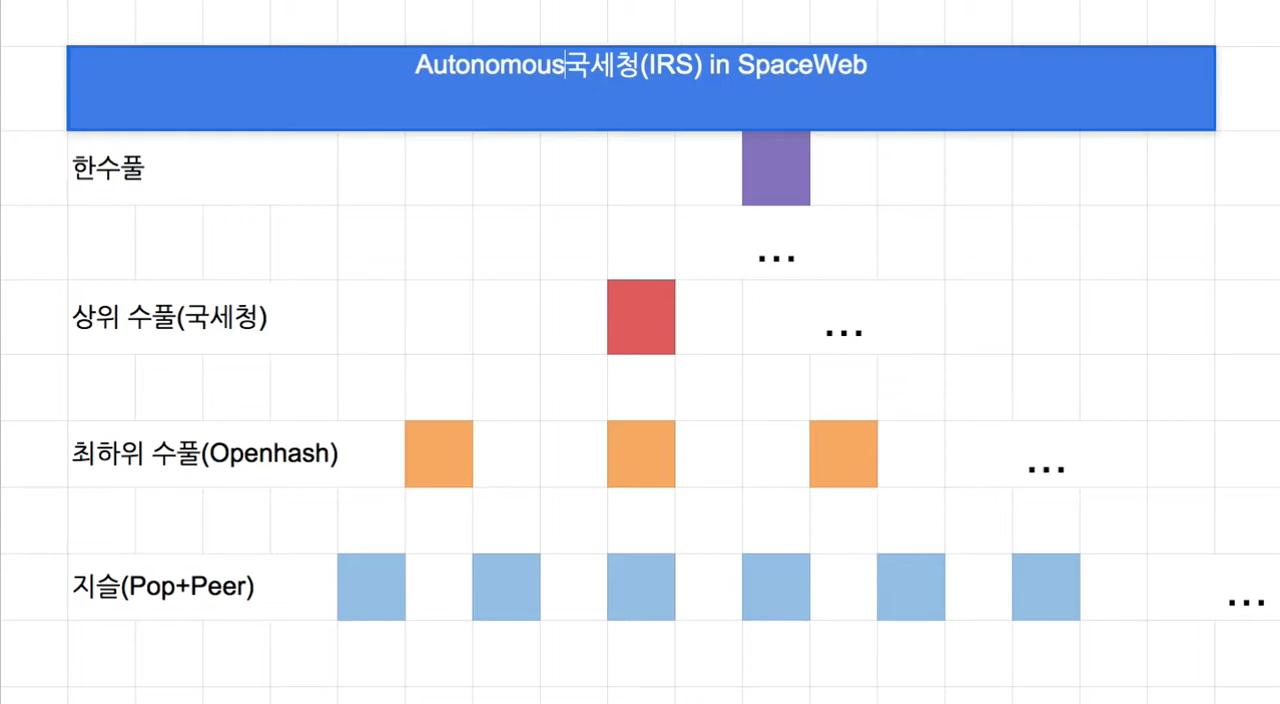 Autonomous국세청(IRS) in SpaceWeb
한수풀
...
상위 수풀(국세청)
...
최하위 수풀(Openhash)
...
지슬(Pop+Peer)
...